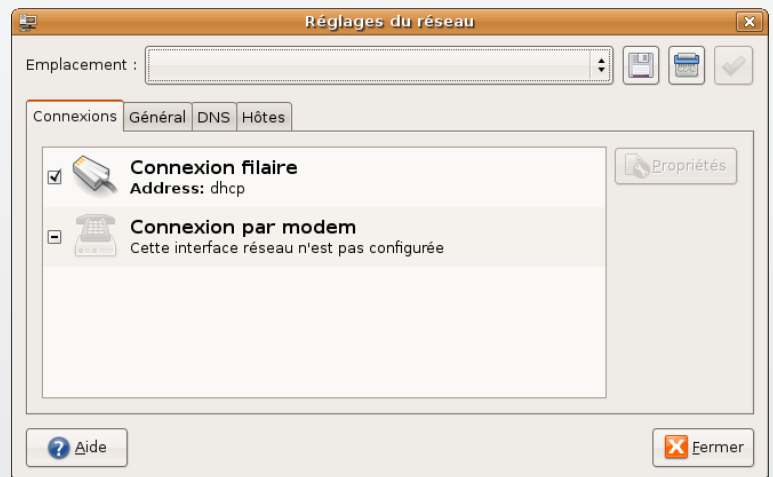 Réglages du réseau
Emplacement :
Connexions Général DNS Hôtes
Connexion filaire
Address: dhcp
Propriétés
Connexion par modem
Cette interface réseau n'est pas configurée
Aide
Fermer